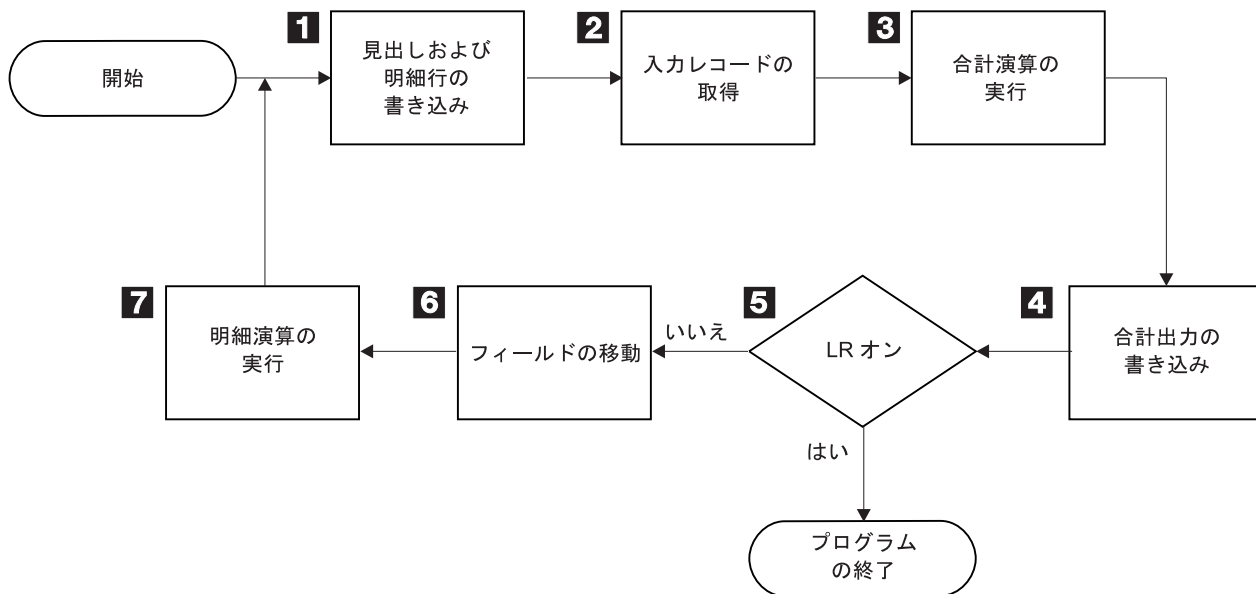 開始
1
見出しおよび
明細行の
書き込み
2
入力レコードの
取得
3
合計演算の
実行
4
合計出力の
書き込み
5
LR オン
いいえ
はい
6
フィールドの移動
7
明細演算の
実行
プログラム
の終了